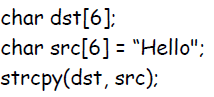 char dst[6];
char src[6] = “Hello";
strcpy(dst, src);